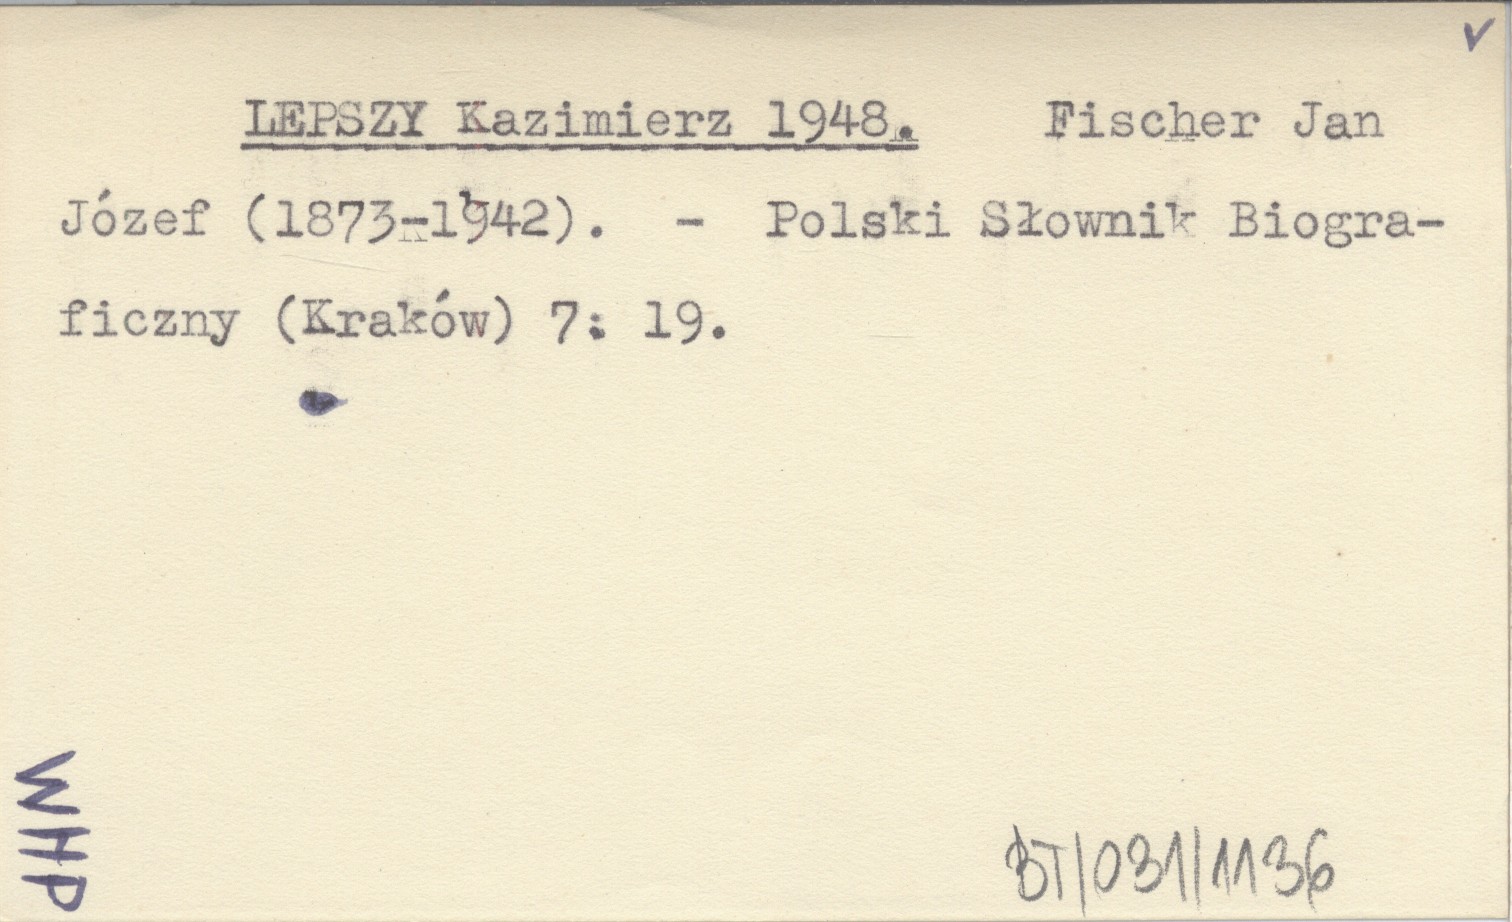 ✓
LEPSZY Kazimierz 1948. Fischer Jan
Józef (1873-1942). - Polski Słownik Biogra-
ficzny (Kraków) 7: 19.
WHP
BT/031/1136